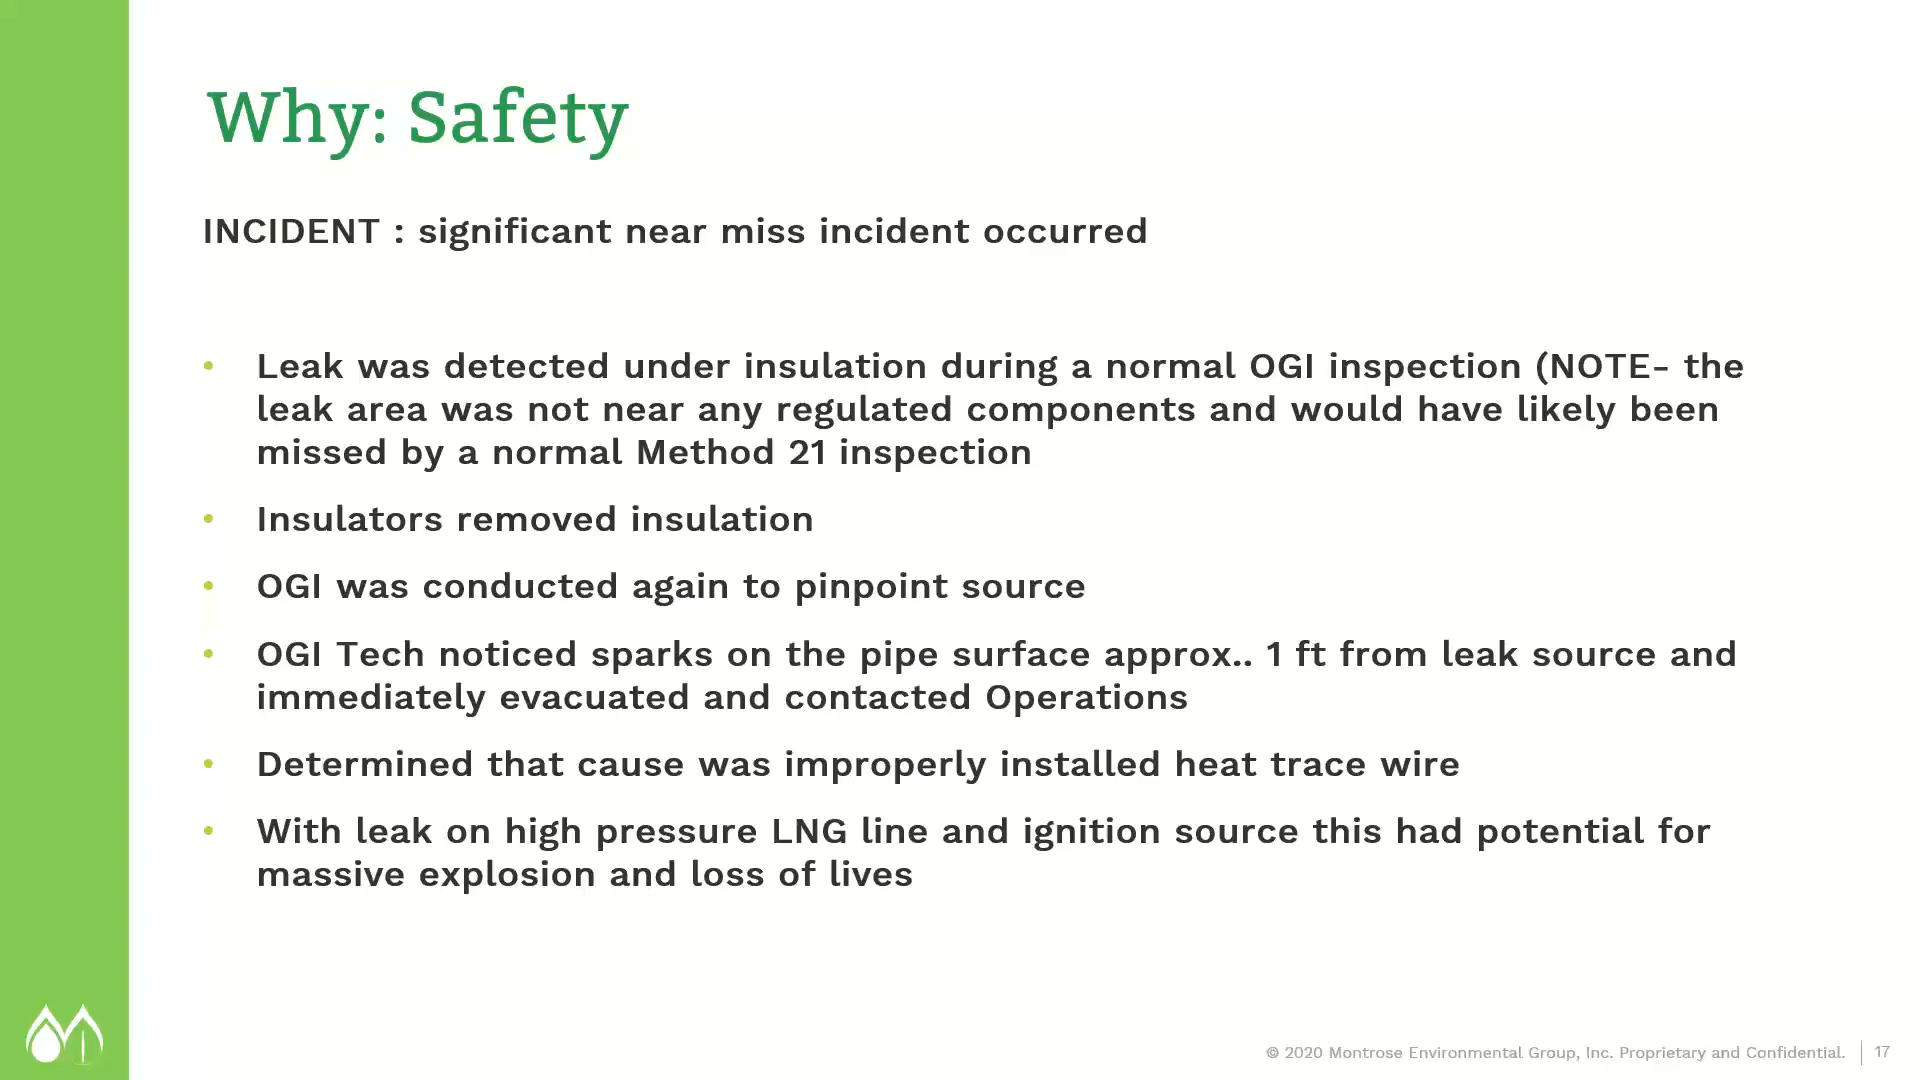 Why: Safety
INCIDENT : significant near miss incident occurred
• Leak was detected under insulation during a normal OGI inspection (NOTE- the
leak area was not near any regulated components and would have likely been
missed by a normal Method 21 inspection
• Insulators removed insulation
• OGI was conducted again to pinpoint source
• OGI Tech noticed sparks on the pipe surface approx.. 1 ft from leak source and
immediately evacuated and contacted Operations
• Determined that cause was improperly installed heat trace wire
• With leak on high pressure LNG line and ignition source this had potential for
massive explosion and loss of lives
© 2020 Montrose Environmental Group, Inc. Proprietary and Confidential. 17